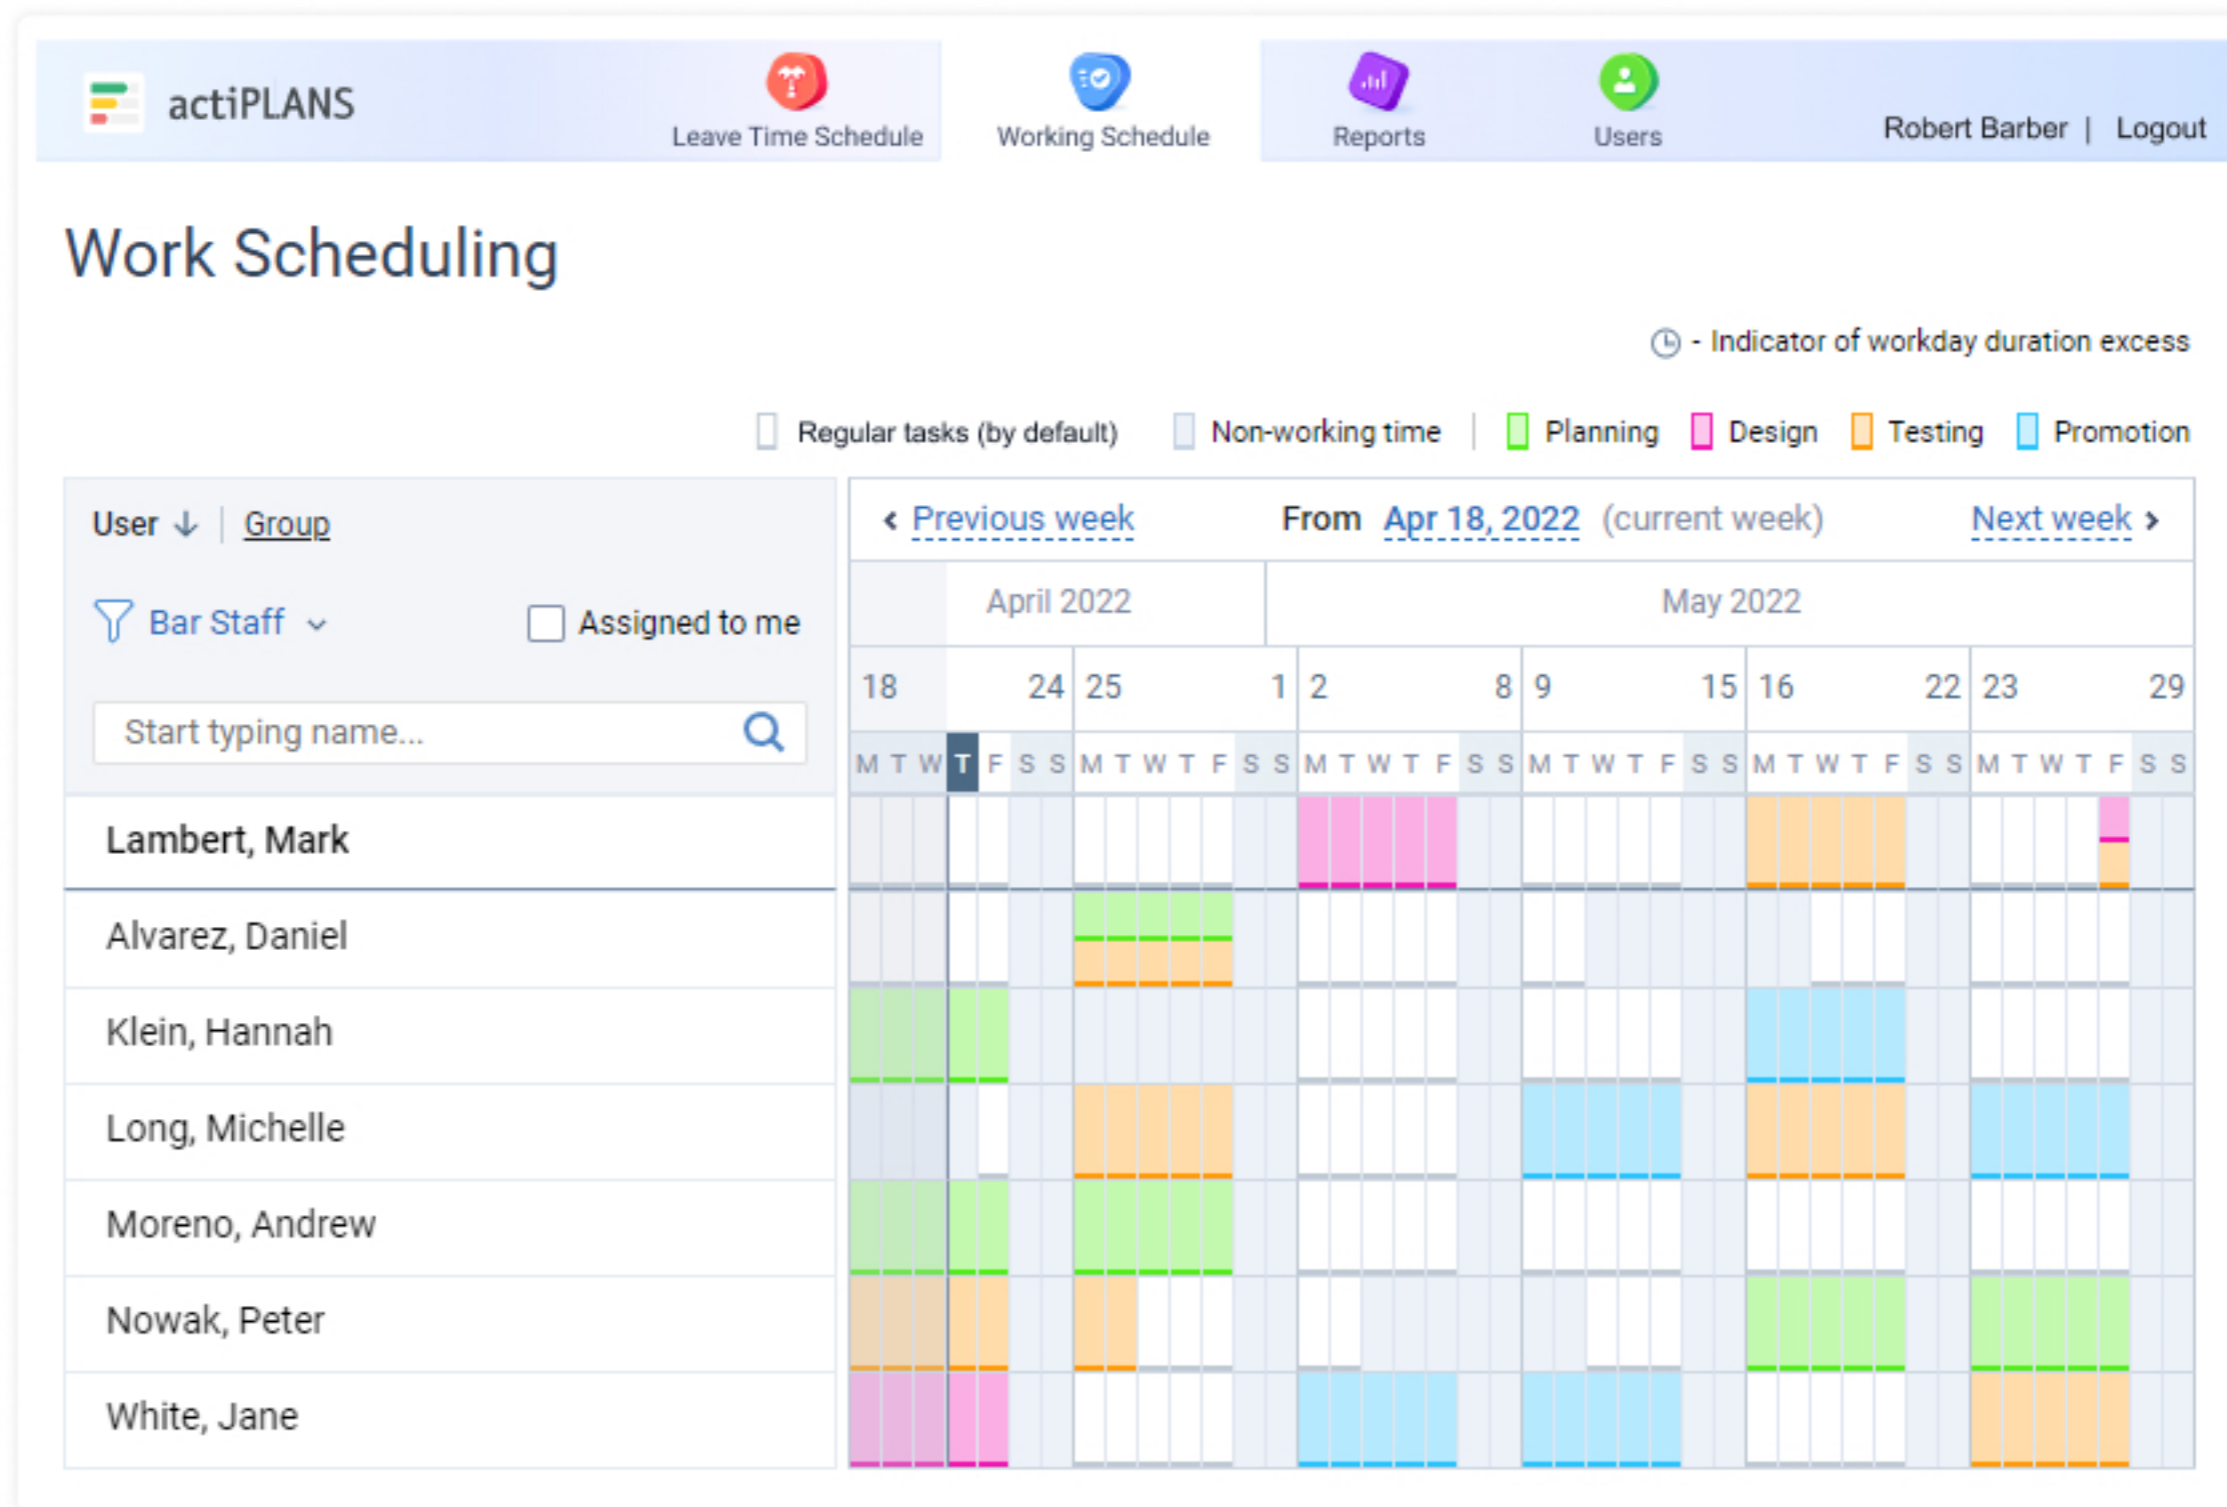 actiPLANS
Leave Time Schedule
Working Schedule
Reports
Users
Robert Barber | Logout
Work Scheduling
- Indicator of workday duration excess
Regular tasks (by default) Non-working time | Planning Design Testing Promotion
User ↓ | Group
‹ Previous week From Apr 18, 2022 (current week) Next week ›
Bar Staff Assigned to me
April 2022 May 2022
18 24 25 1 2 8 9 15 16 22 23 29
Start typing name...
M T W T F S S M T W T F S S M T W T F S S M T W T F S S M T W T F S S M T W T F S S
Lambert, Mark
Alvarez, Daniel
Klein, Hannah
Long, Michelle
Moreno, Andrew
Nowak, Peter
White, Jane